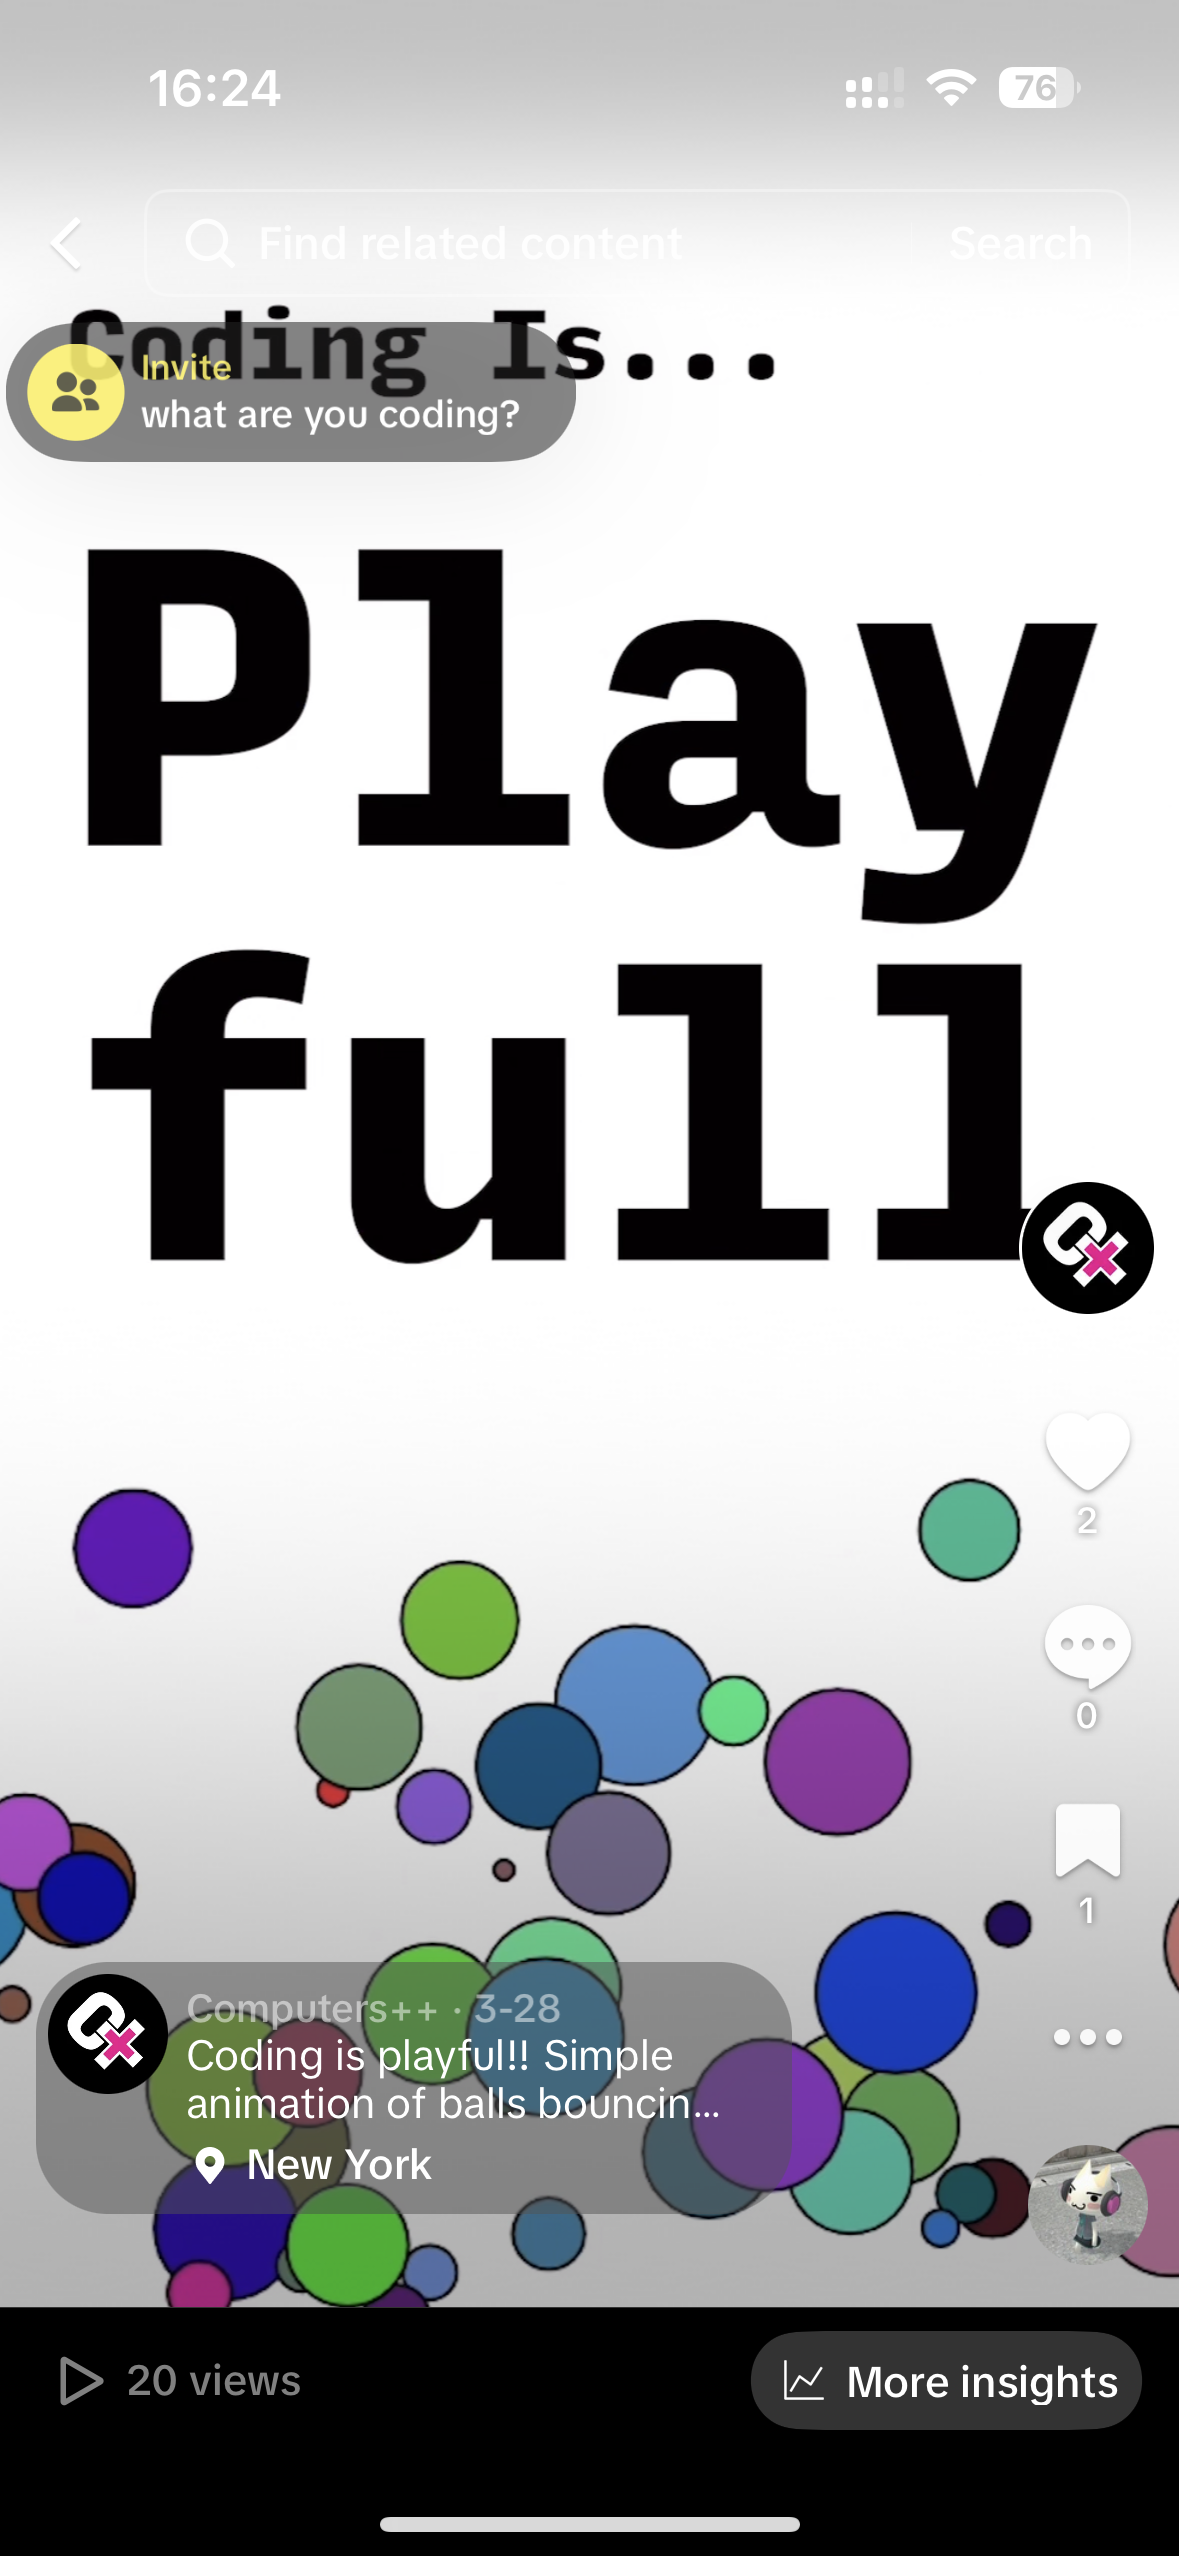 16:24
76
Find related content
Search
Coding Is...
Invite
what are you coding?
Play
full
2
0
1
Computers++ · 3-28
Coding is playful!! Simple
animation of balls bouncin...
New York
20 views
More insights